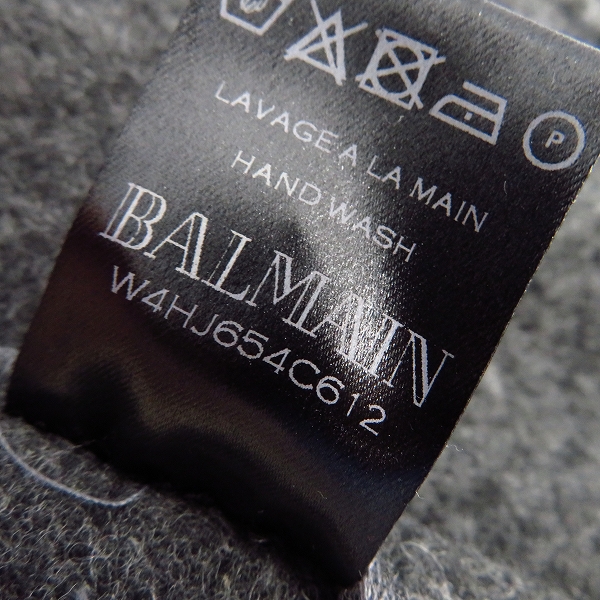 P
LAVAGE A LA MAIN
HAND WASH
BALMAIN
W4HJ654C612